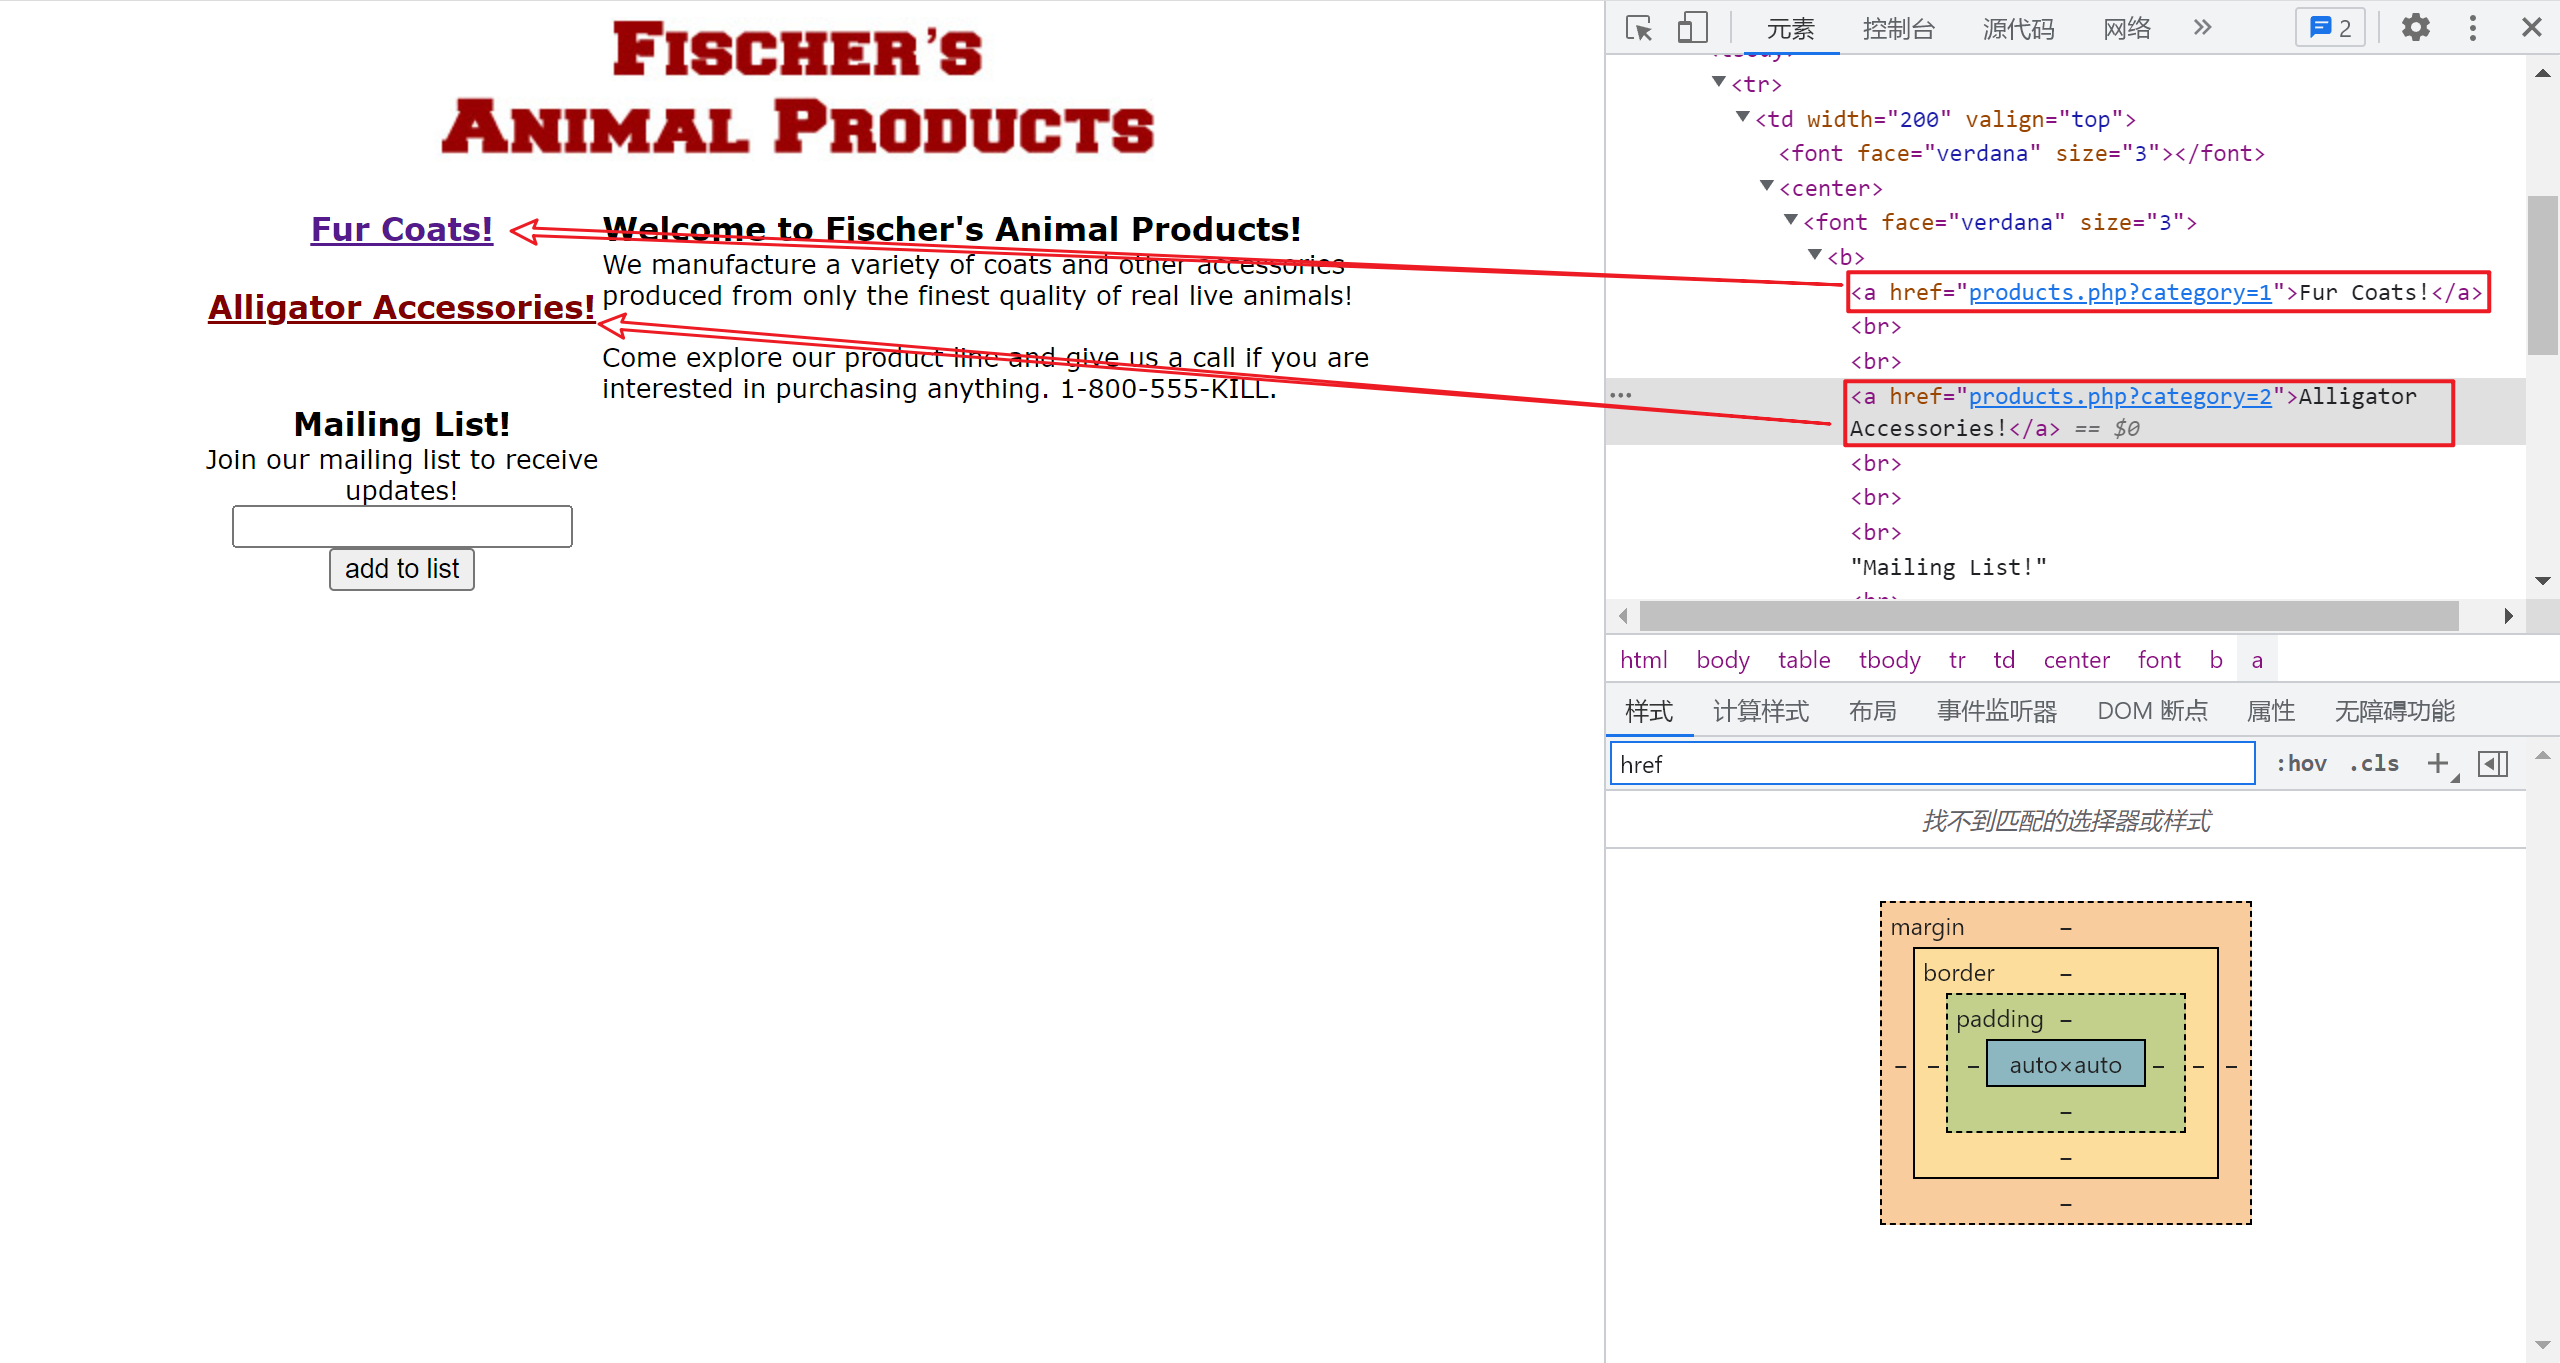 FISCHER'S
ANIMAL PRODUCTS
Fur Coats!
Alligator Accessories!
Mailing List!
Join our mailing list to receive
updates!
add to list
Welcome to Fischer's Animal Products!
We manufacture a variety of coats and other accessories
produced from only the finest quality of real live animals!
Come explore our product line and give us a call if you are
interested in purchasing anything. 1-800-555-KILL.
元素 控制台 源代码 网络 » 2
<tbody>
<tr>
<td width="200" valign="top">
<font face="verdana" size="3"></font>
<center>
<font face="verdana" size="3">
<b>
<a href="products.php?category=1">Fur Coats!</a>
<br>
<br>
<a href="products.php?category=2">Alligator
Accessories!</a> == $0
<br>
<br>
<br>
"Mailing List!"
<br>
html body table tbody tr td center font b a
样式 计算样式 布局 事件监听器 DOM 断点 属性 无障碍功能
href :hov .cls
找不到匹配的选择器或样式
margin –
border –
padding –
– – – auto×auto – – –
–
–
–